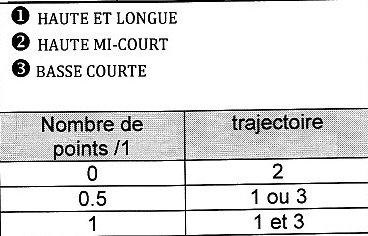 ❶ HAUTE ET LONGUE
❷ HAUTE MI-COURT
❸ BASSE COURTE
Nombre de points /1 trajectoire
0 2
0.5 1 ou 3
1 1 et 3